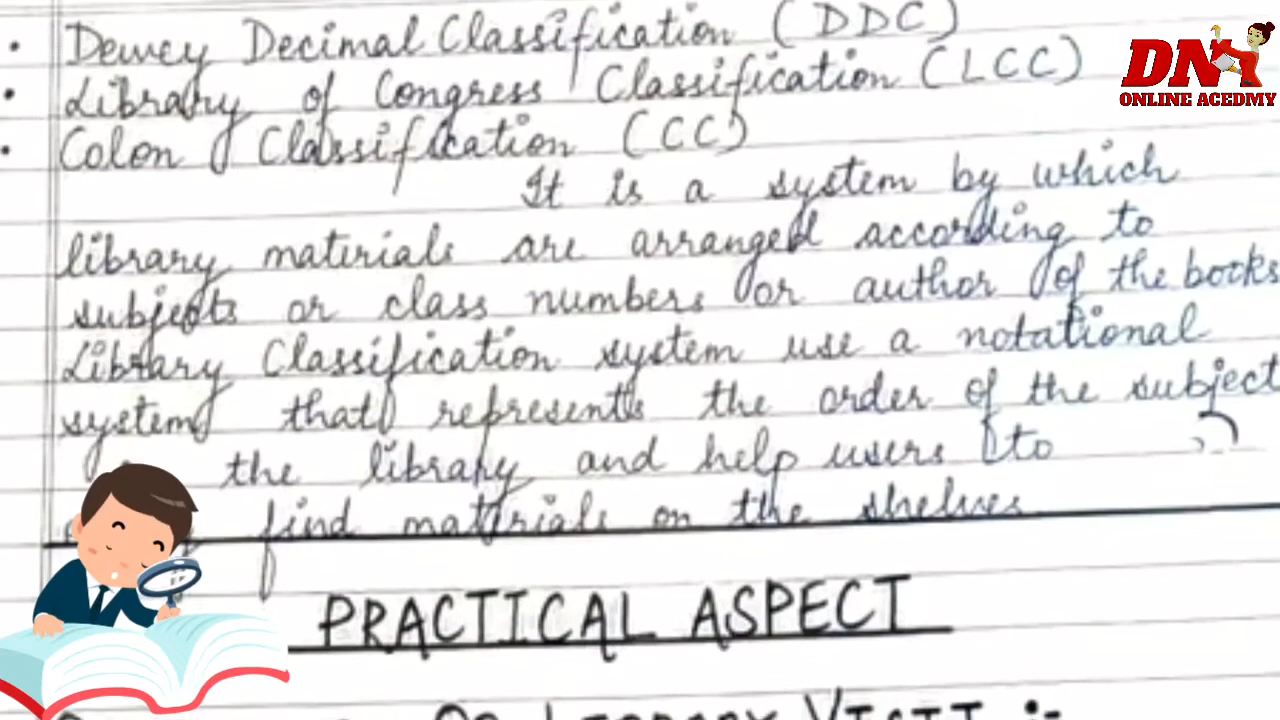 • Dewey Decimal Classification (DDC)
• Library of Congress Classification (LCC)
• Colon Classification (CC)
It is a system by which
library materials are arranged according to
subjects or class numbers or author of the books
Library Classification system use a notational
system that represents the order of the subject
the library and help users to
find materials on the shelves
PRACTICAL ASPECT
VISIT :-
DN
ONLINE ACEDMY